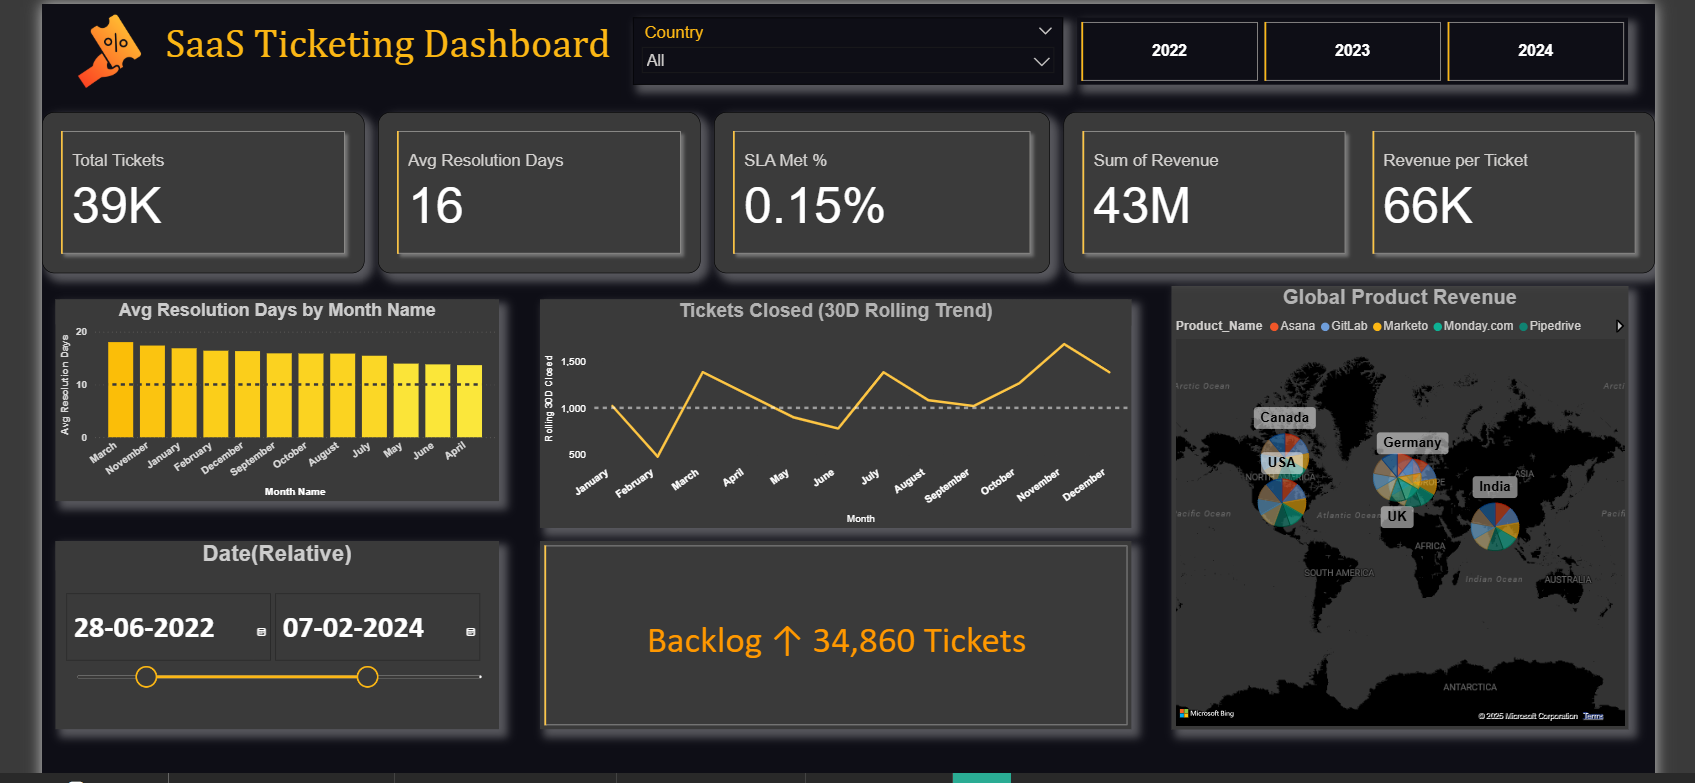 SaaS Ticketing Dashboard
Country
All
2022
2023
2024
Total Tickets
39K
Avg Resolution Days
16
SLA Met %
0.15%
Sum of Revenue
43M
Revenue per Ticket
66K
Avg Resolution Days by Month Name
Avg Resolution Days
20
10
0
March
November
January
February
December
September
October
August
July
May
June
April
Month Name
Tickets Closed (30D Rolling Trend)
Rolling 30D Closed
1,500
1,000
500
January
February
March
April
May
June
July
August
September
October
November
December
Month
Global Product Revenue
Product_Name Asana GitLab Marketo Monday.com Pipedrive
Arctic Ocean
Arcti
Canada
USA
NORTH AMERICA
Germany
EUROPE
ASIA
India
UK
Pacific Ocean
Atlantic Ocean
Pacifi
AFRICA
SOUTH AMERICA
Indian Ocean
AUSTRALIA
ANTARCTICA
Microsoft Bing
© 2025 Microsoft Corporation Terms
Date(Relative)
28-06-2022
07-02-2024
Backlog ↑ 34,860 Tickets